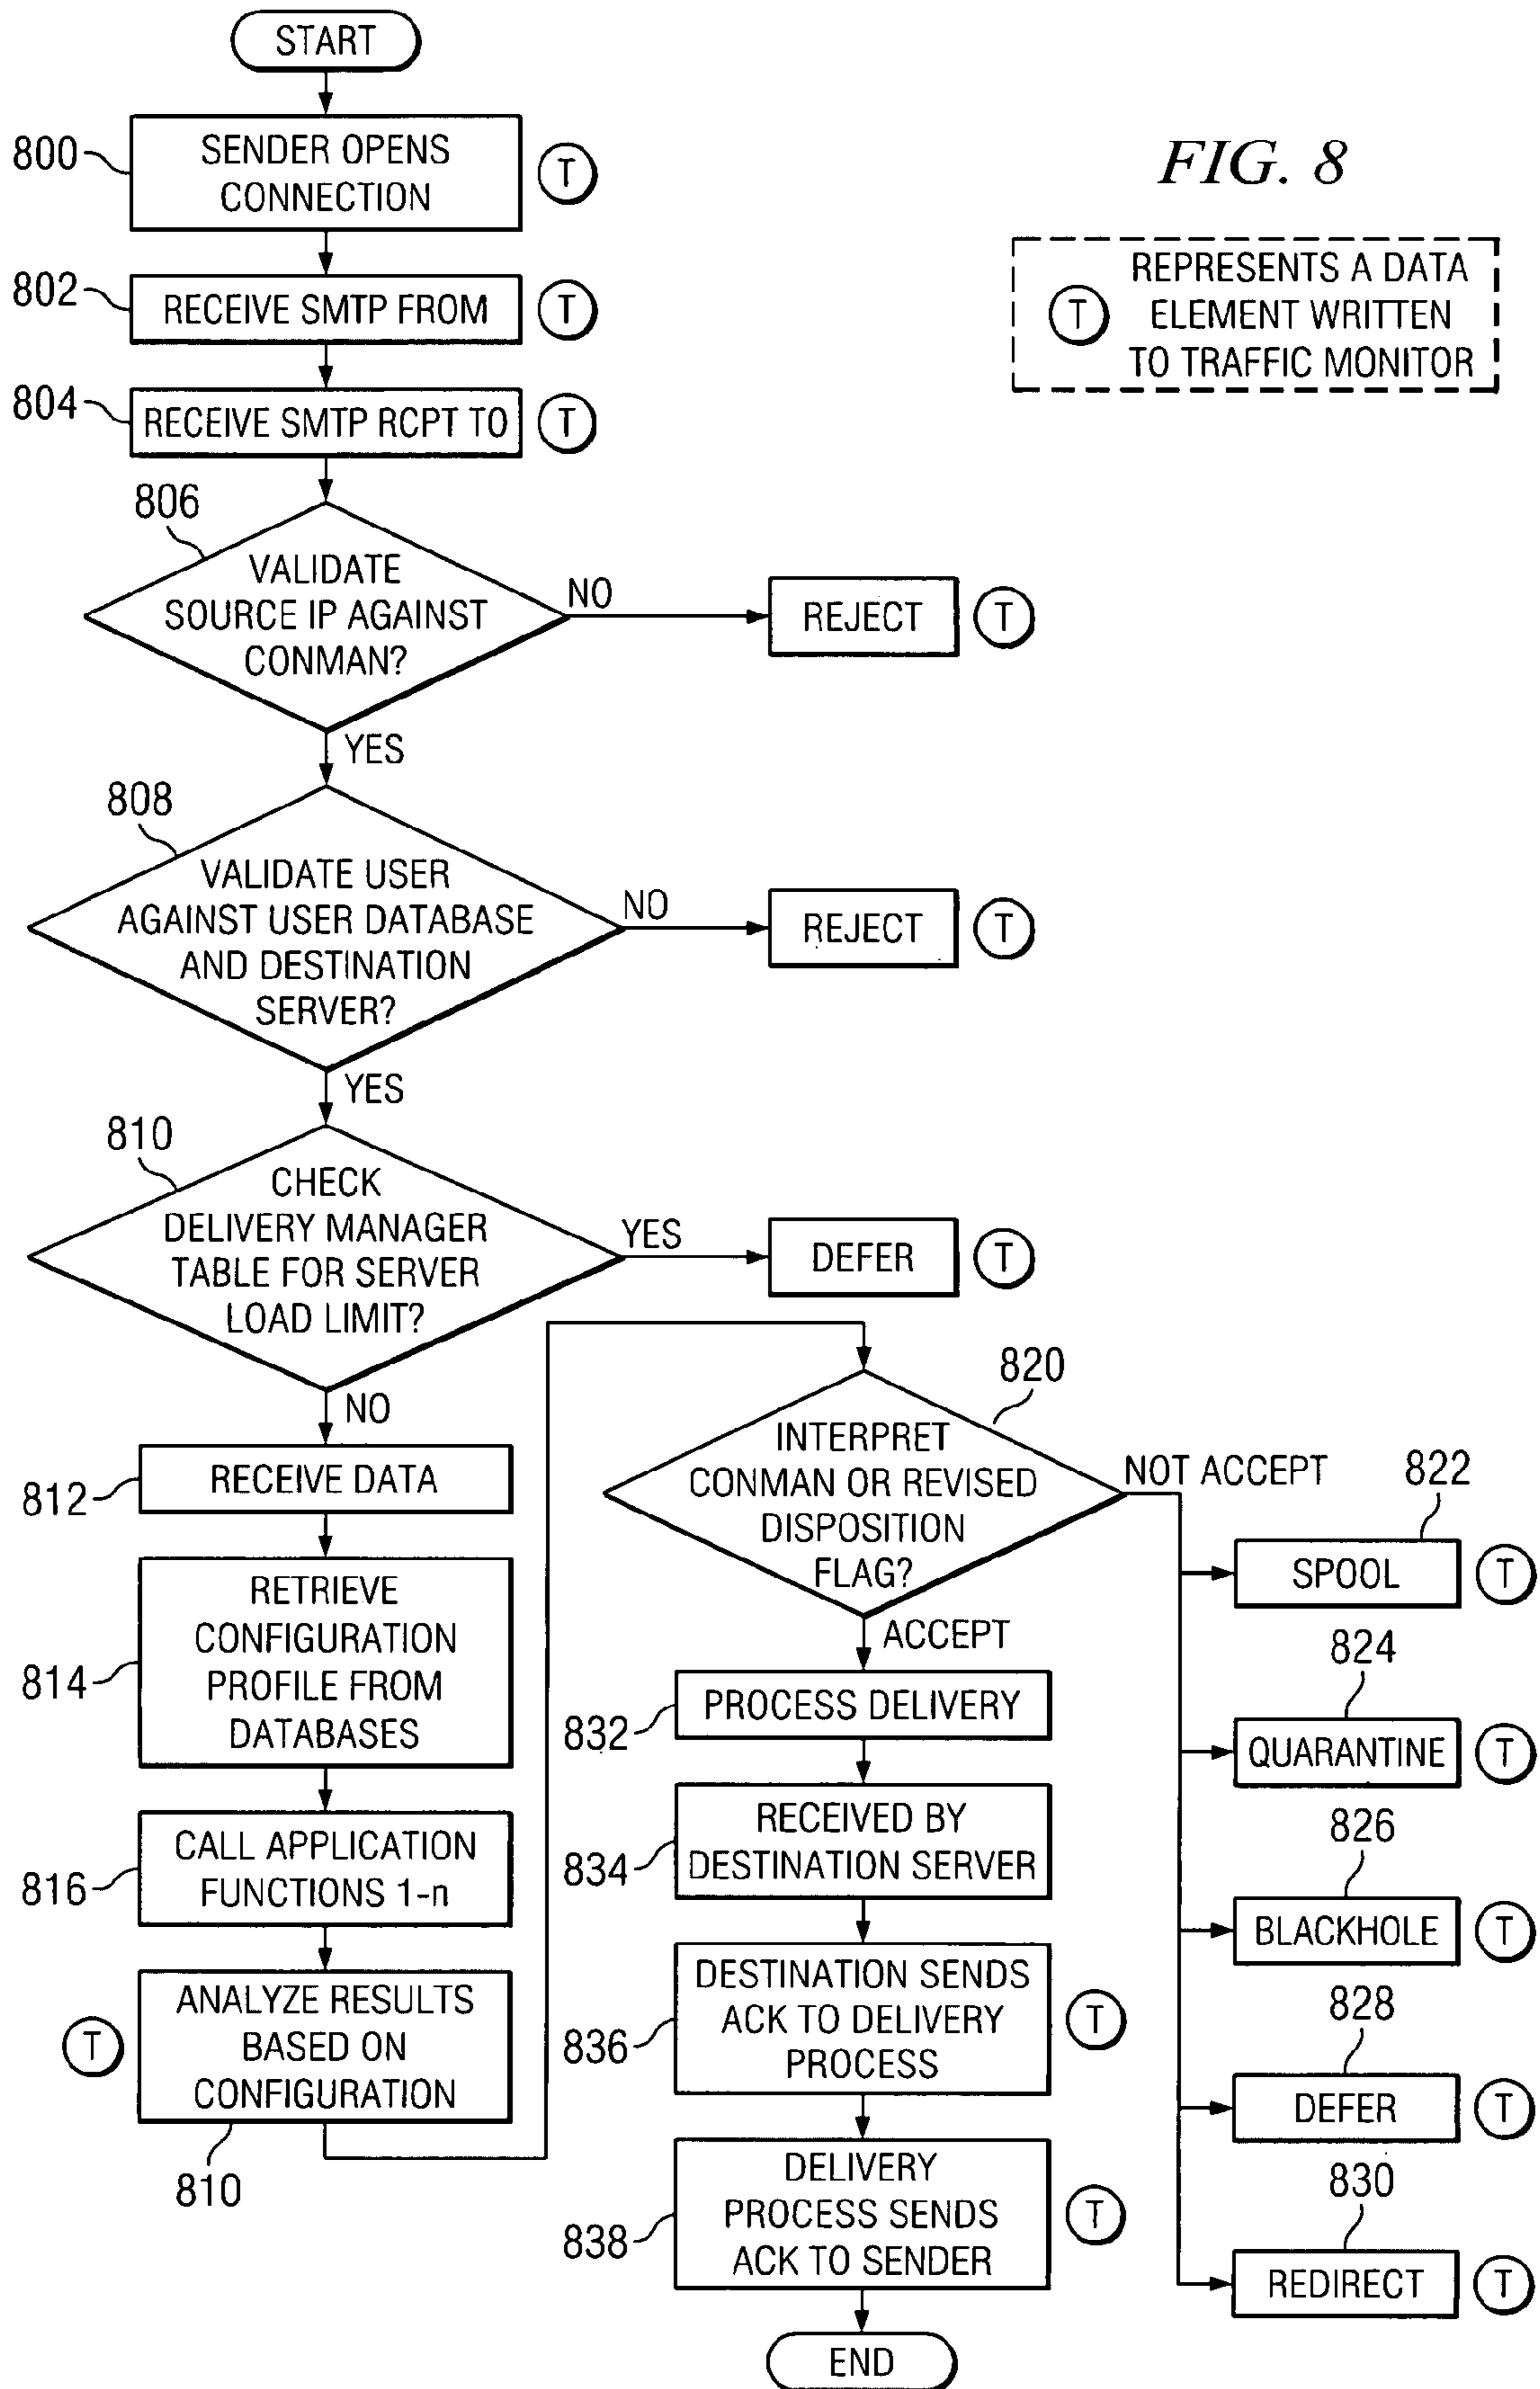 START
800
SENDER OPENS
CONNECTION
T
FIG. 8
T
REPRESENTS A DATA
ELEMENT WRITTEN
TO TRAFFIC MONITOR
802
RECEIVE SMTP FROM
T
804
RECEIVE SMTP RCPT TO
T
806
VALIDATE
SOURCE IP AGAINST
CONMAN?
NO
REJECT
T
YES
808
VALIDATE USER
AGAINST USER DATABASE
AND DESTINATION
SERVER?
NO
REJECT
T
YES
810
CHECK
DELIVERY MANAGER
TABLE FOR SERVER
LOAD LIMIT?
YES
DEFER
T
NO
812
RECEIVE DATA
814
RETRIEVE
CONFIGURATION
PROFILE FROM
DATABASES
816
CALL APPLICATION
FUNCTIONS 1-n
T
ANALYZE RESULTS
BASED ON
CONFIGURATION
810
820
INTERPRET
CONMAN OR REVISED
DISPOSITION
FLAG?
NOT ACCEPT
ACCEPT
832
PROCESS DELIVERY
834
RECEIVED BY
DESTINATION SERVER
836
DESTINATION SENDS
ACK TO DELIVERY
PROCESS
T
838
DELIVERY
PROCESS SENDS
ACK TO SENDER
T
END
822
SPOOL
T
824
QUARANTINE
T
826
BLACKHOLE
T
828
DEFER
T
830
REDIRECT
T